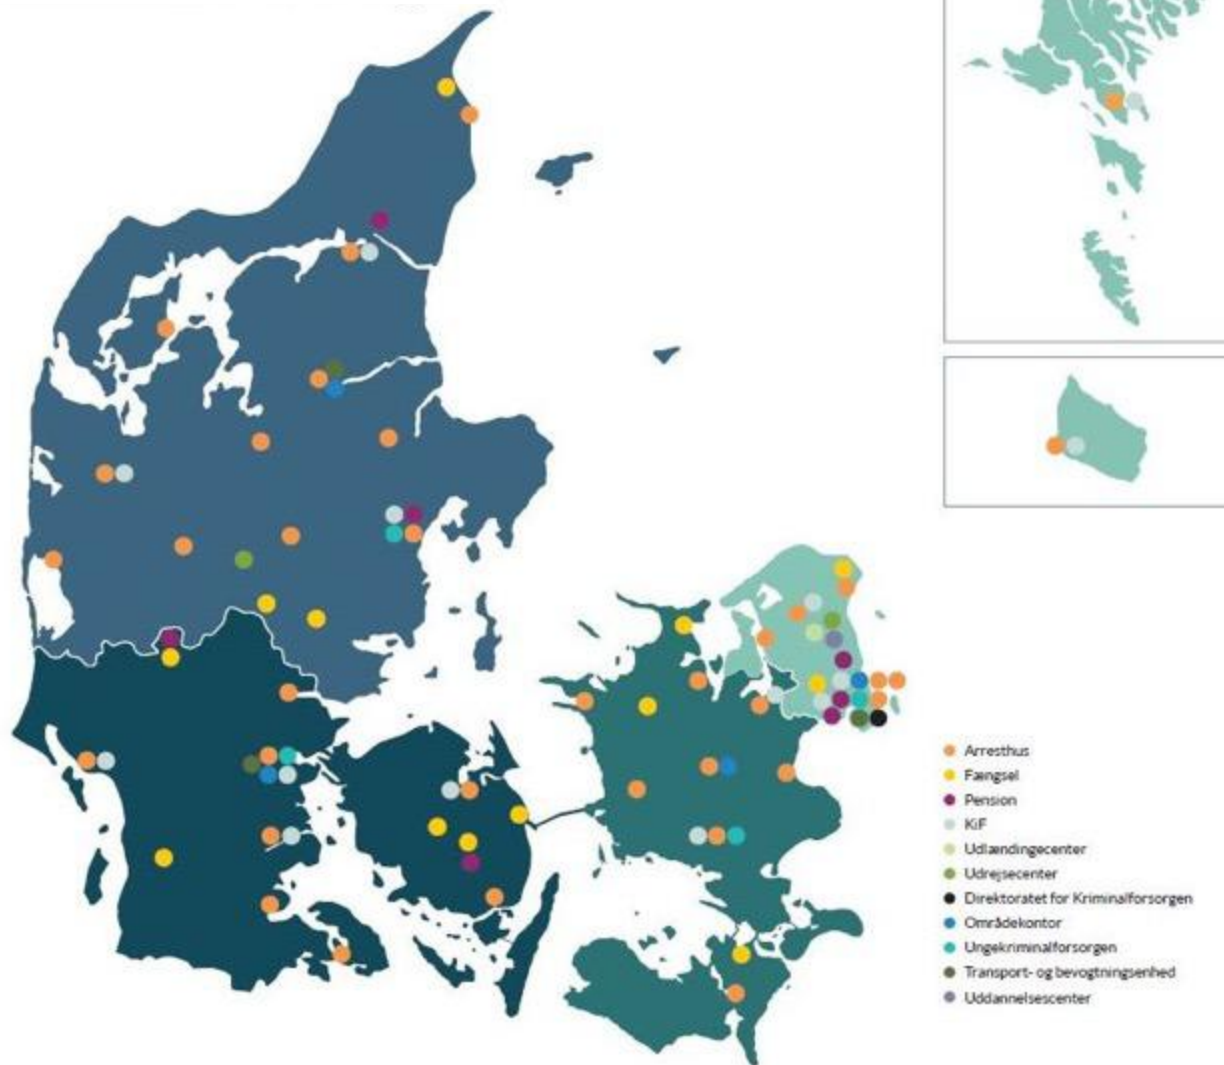 Arresthus
Fængsel
Pension
KiF
Udlændingecenter
Udrejsecenter
Direktoratet for Kriminalforsorgen
Områdekontor
Ungekriminalforsorgen
Transport- og bevogtningsenhed
Uddannelsescenter